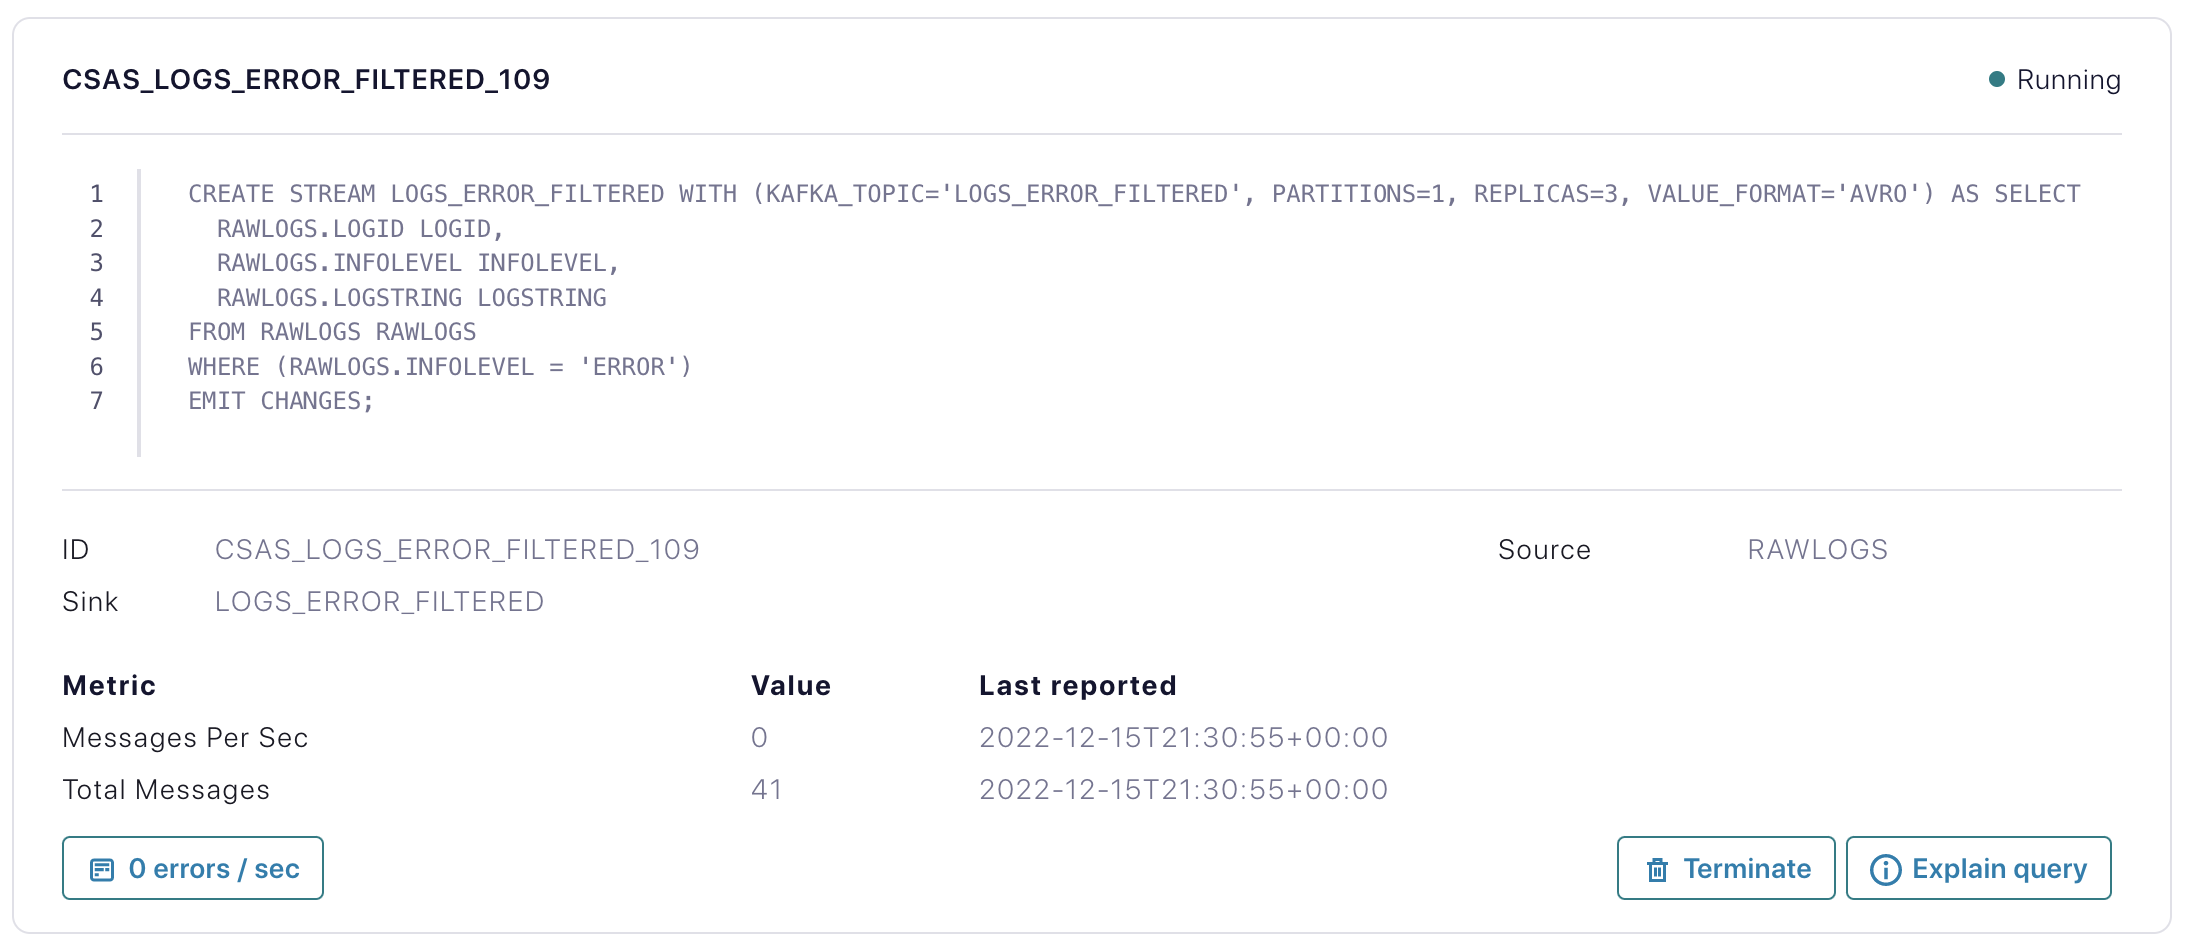 CSAS_LOGS_ERROR_FILTERED_109
Running
1 CREATE STREAM LOGS_ERROR_FILTERED WITH (KAFKA_TOPIC='LOGS_ERROR_FILTERED', PARTITIONS=1, REPLICAS=3, VALUE_FORMAT='AVRO') AS SELECT
2   RAWLOGS.LOGID LOGID,
3   RAWLOGS.INFOLEVEL INFOLEVEL,
4   RAWLOGS.LOGSTRING LOGSTRING
5 FROM RAWLOGS RAWLOGS
6 WHERE (RAWLOGS.INFOLEVEL = 'ERROR')
7 EMIT CHANGES;
ID CSAS_LOGS_ERROR_FILTERED_109 Source RAWLOGS
Sink LOGS_ERROR_FILTERED
Metric Value Last reported
Messages Per Sec 0 2022-12-15T21:30:55+00:00
Total Messages 41 2022-12-15T21:30:55+00:00
0 errors / sec Terminate Explain query